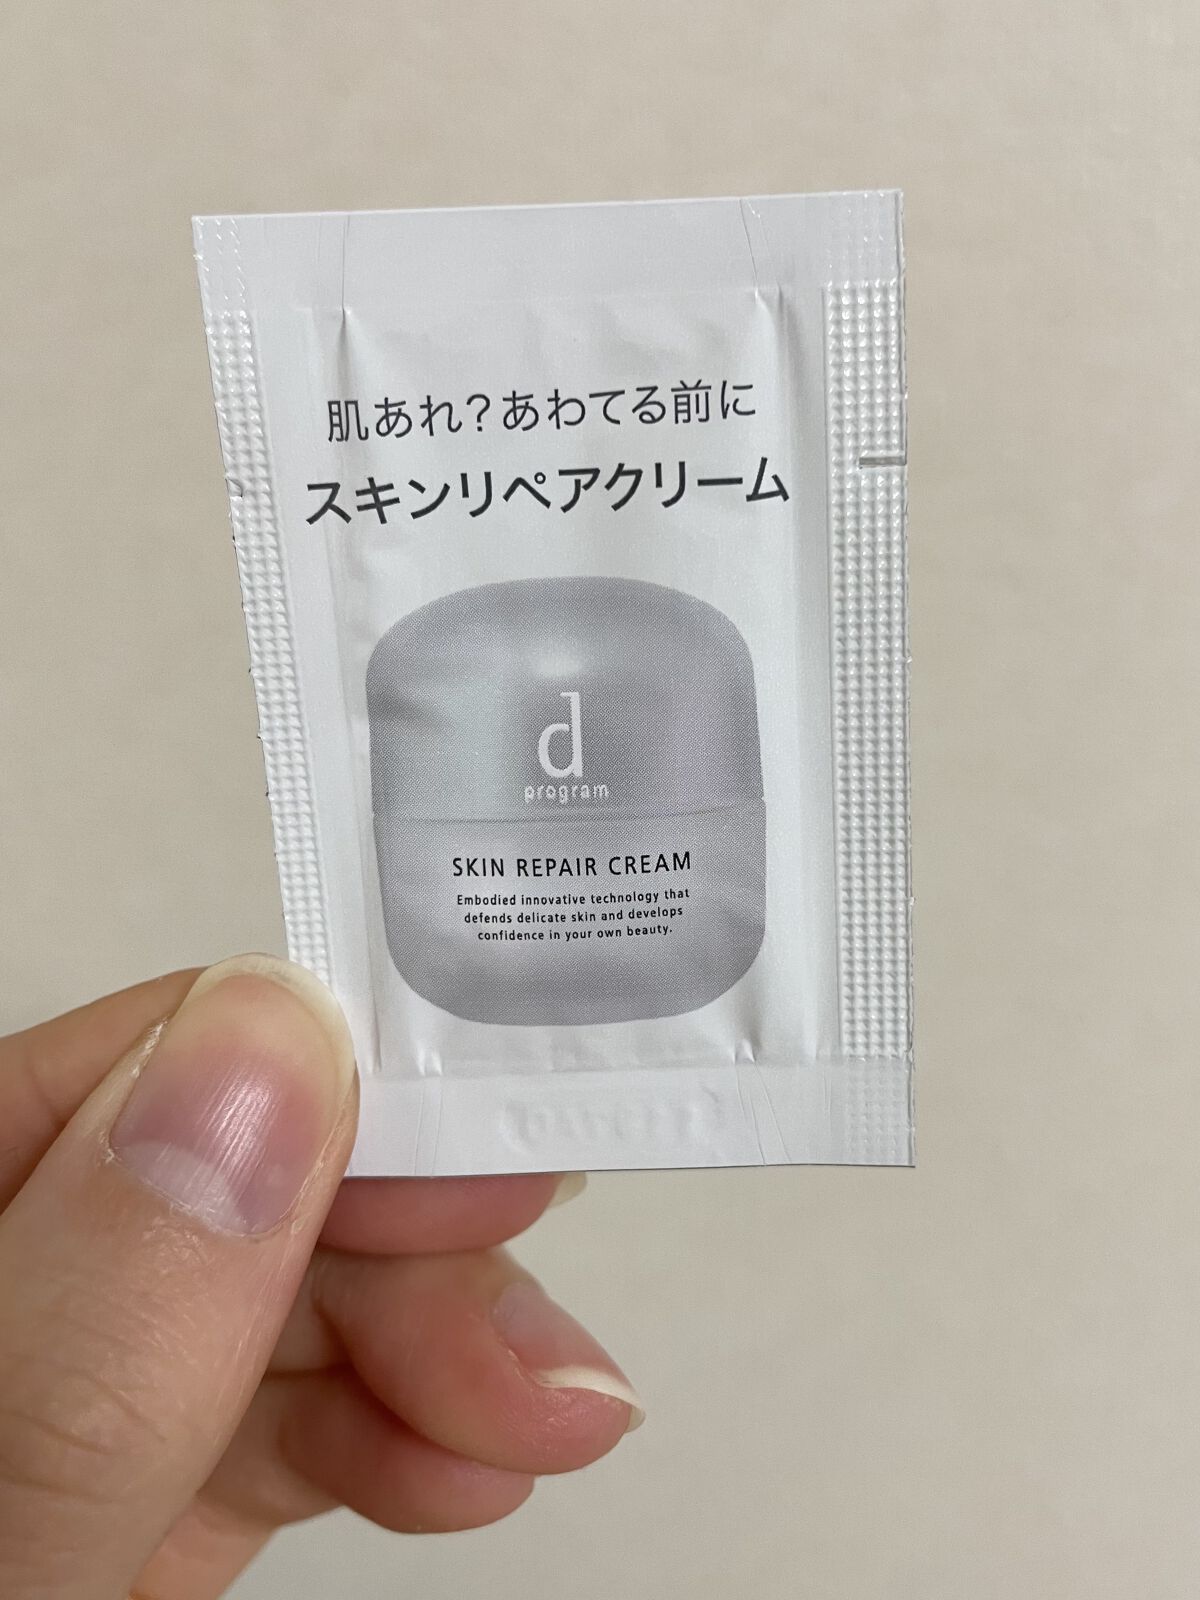 肌あれ？あわてる前に
スキンリペアクリーム
d
program
SKIN REPAIR CREAM
Embodied innovative technology that
defends delicate skin and develops
confidence in your own beauty.